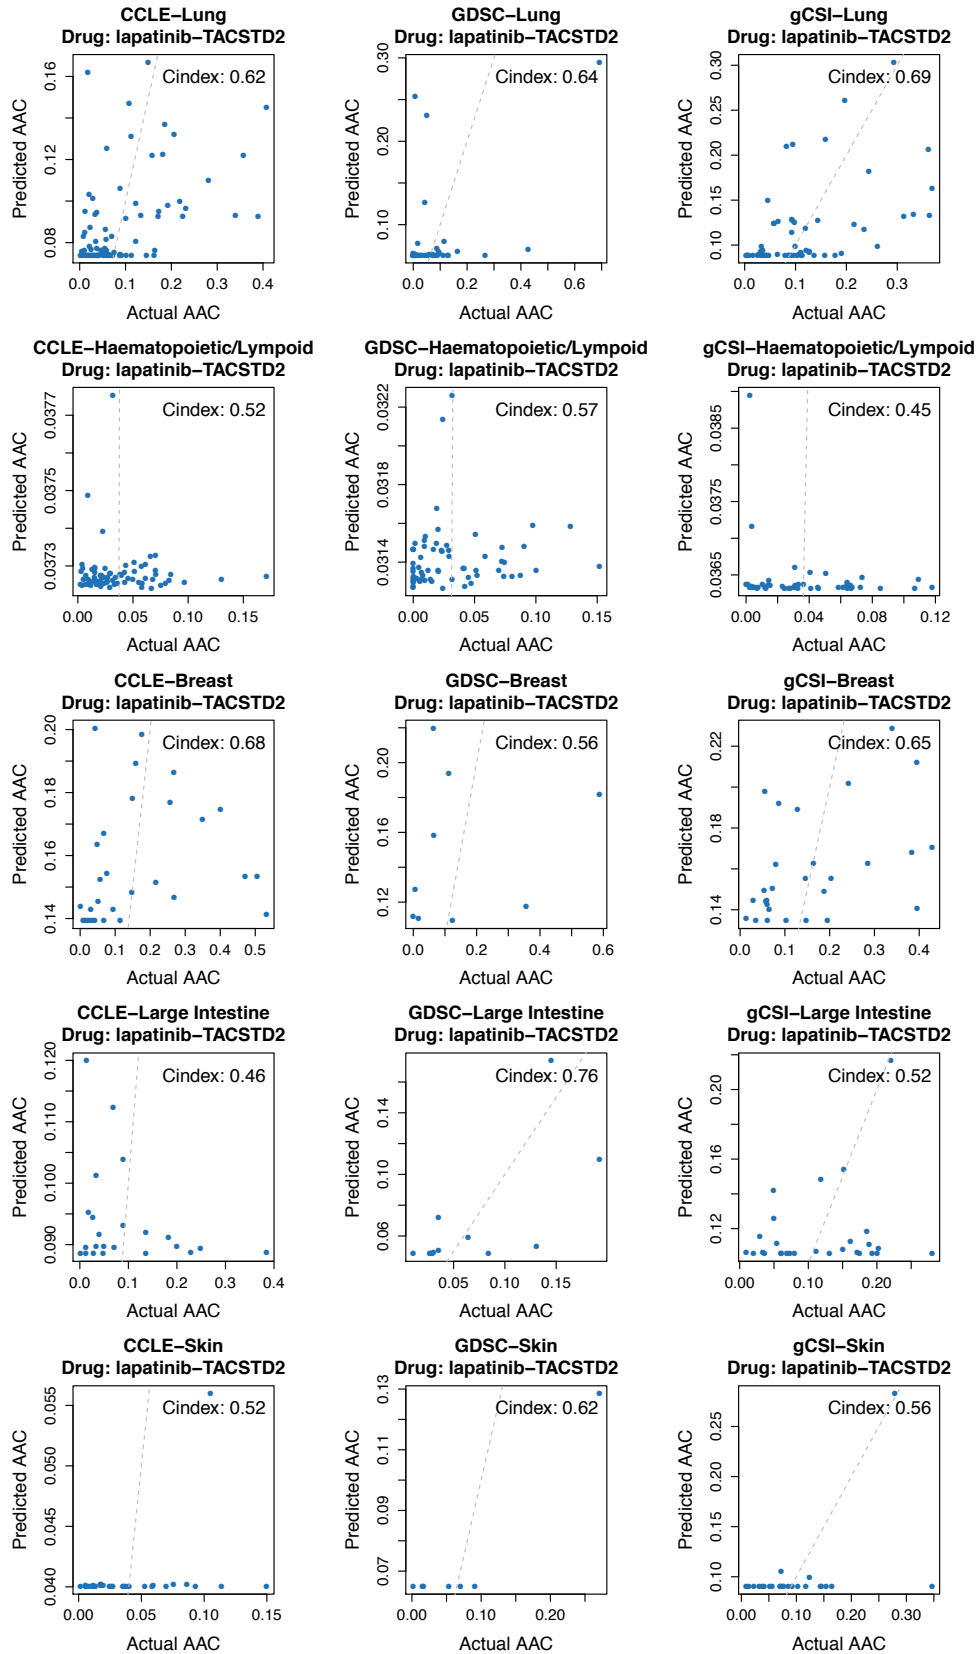 CCLE−Lung
Drug: lapatinib−TACSTD2
Cindex: 0.62
Predicted AAC
0.08
0.12
0.16
0.0
0.1
0.2
0.3
0.4
Actual AAC
GDSC−Lung
Drug: lapatinib−TACSTD2
Cindex: 0.64
Predicted AAC
0.10
0.20
0.30
0.0
0.2
0.4
0.6
Actual AAC
gCSI−Lung
Drug: lapatinib−TACSTD2
Cindex: 0.69
Predicted AAC
0.10
0.15
0.20
0.25
0.30
0.0
0.1
0.2
0.3
Actual AAC
CCLE−Haematopoietic/Lympoid
Drug: lapatinib−TACSTD2
Cindex: 0.52
Predicted AAC
0.0373
0.0375
0.0377
0.00
0.05
0.10
0.15
Actual AAC
GDSC−Haematopoietic/Lympoid
Drug: lapatinib−TACSTD2
Cindex: 0.57
Predicted AAC
0.0314
0.0318
0.0322
0.00
0.05
0.10
0.15
Actual AAC
gCSI−Haematopoietic/Lympoid
Drug: lapatinib−TACSTD2
Cindex: 0.45
Predicted AAC
0.0365
0.0375
0.0385
0.00
0.04
0.08
0.12
Actual AAC
CCLE−Breast
Drug: lapatinib−TACSTD2
Cindex: 0.68
Predicted AAC
0.14
0.16
0.18
0.20
0.0
0.1
0.2
0.3
0.4
0.5
Actual AAC
GDSC−Breast
Drug: lapatinib−TACSTD2
Cindex: 0.56
Predicted AAC
0.12
0.16
0.20
0.0
0.2
0.4
0.6
Actual AAC
gCSI−Breast
Drug: lapatinib−TACSTD2
Cindex: 0.65
Predicted AAC
0.14
0.18
0.22
0.0
0.1
0.2
0.3
0.4
Actual AAC
CCLE−Large Intestine
Drug: lapatinib−TACSTD2
Cindex: 0.46
Predicted AAC
0.090
0.100
0.110
0.120
0.0
0.1
0.2
0.3
0.4
Actual AAC
GDSC−Large Intestine
Drug: lapatinib−TACSTD2
Cindex: 0.76
Predicted AAC
0.06
0.10
0.14
0.05
0.10
0.15
Actual AAC
gCSI−Large Intestine
Drug: lapatinib−TACSTD2
Cindex: 0.52
Predicted AAC
0.12
0.16
0.20
0.00
0.10
0.20
Actual AAC
CCLE−Skin
Drug: lapatinib−TACSTD2
Cindex: 0.52
Predicted AAC
0.040
0.045
0.050
0.055
0.00
0.05
0.10
0.15
Actual AAC
GDSC−Skin
Drug: lapatinib−TACSTD2
Cindex: 0.62
Predicted AAC
0.07
0.09
0.11
0.13
0.00
0.10
0.20
Actual AAC
gCSI−Skin
Drug: lapatinib−TACSTD2
Cindex: 0.56
Predicted AAC
0.10
0.15
0.20
0.25
0.00
0.10
0.20
0.30
Actual AAC